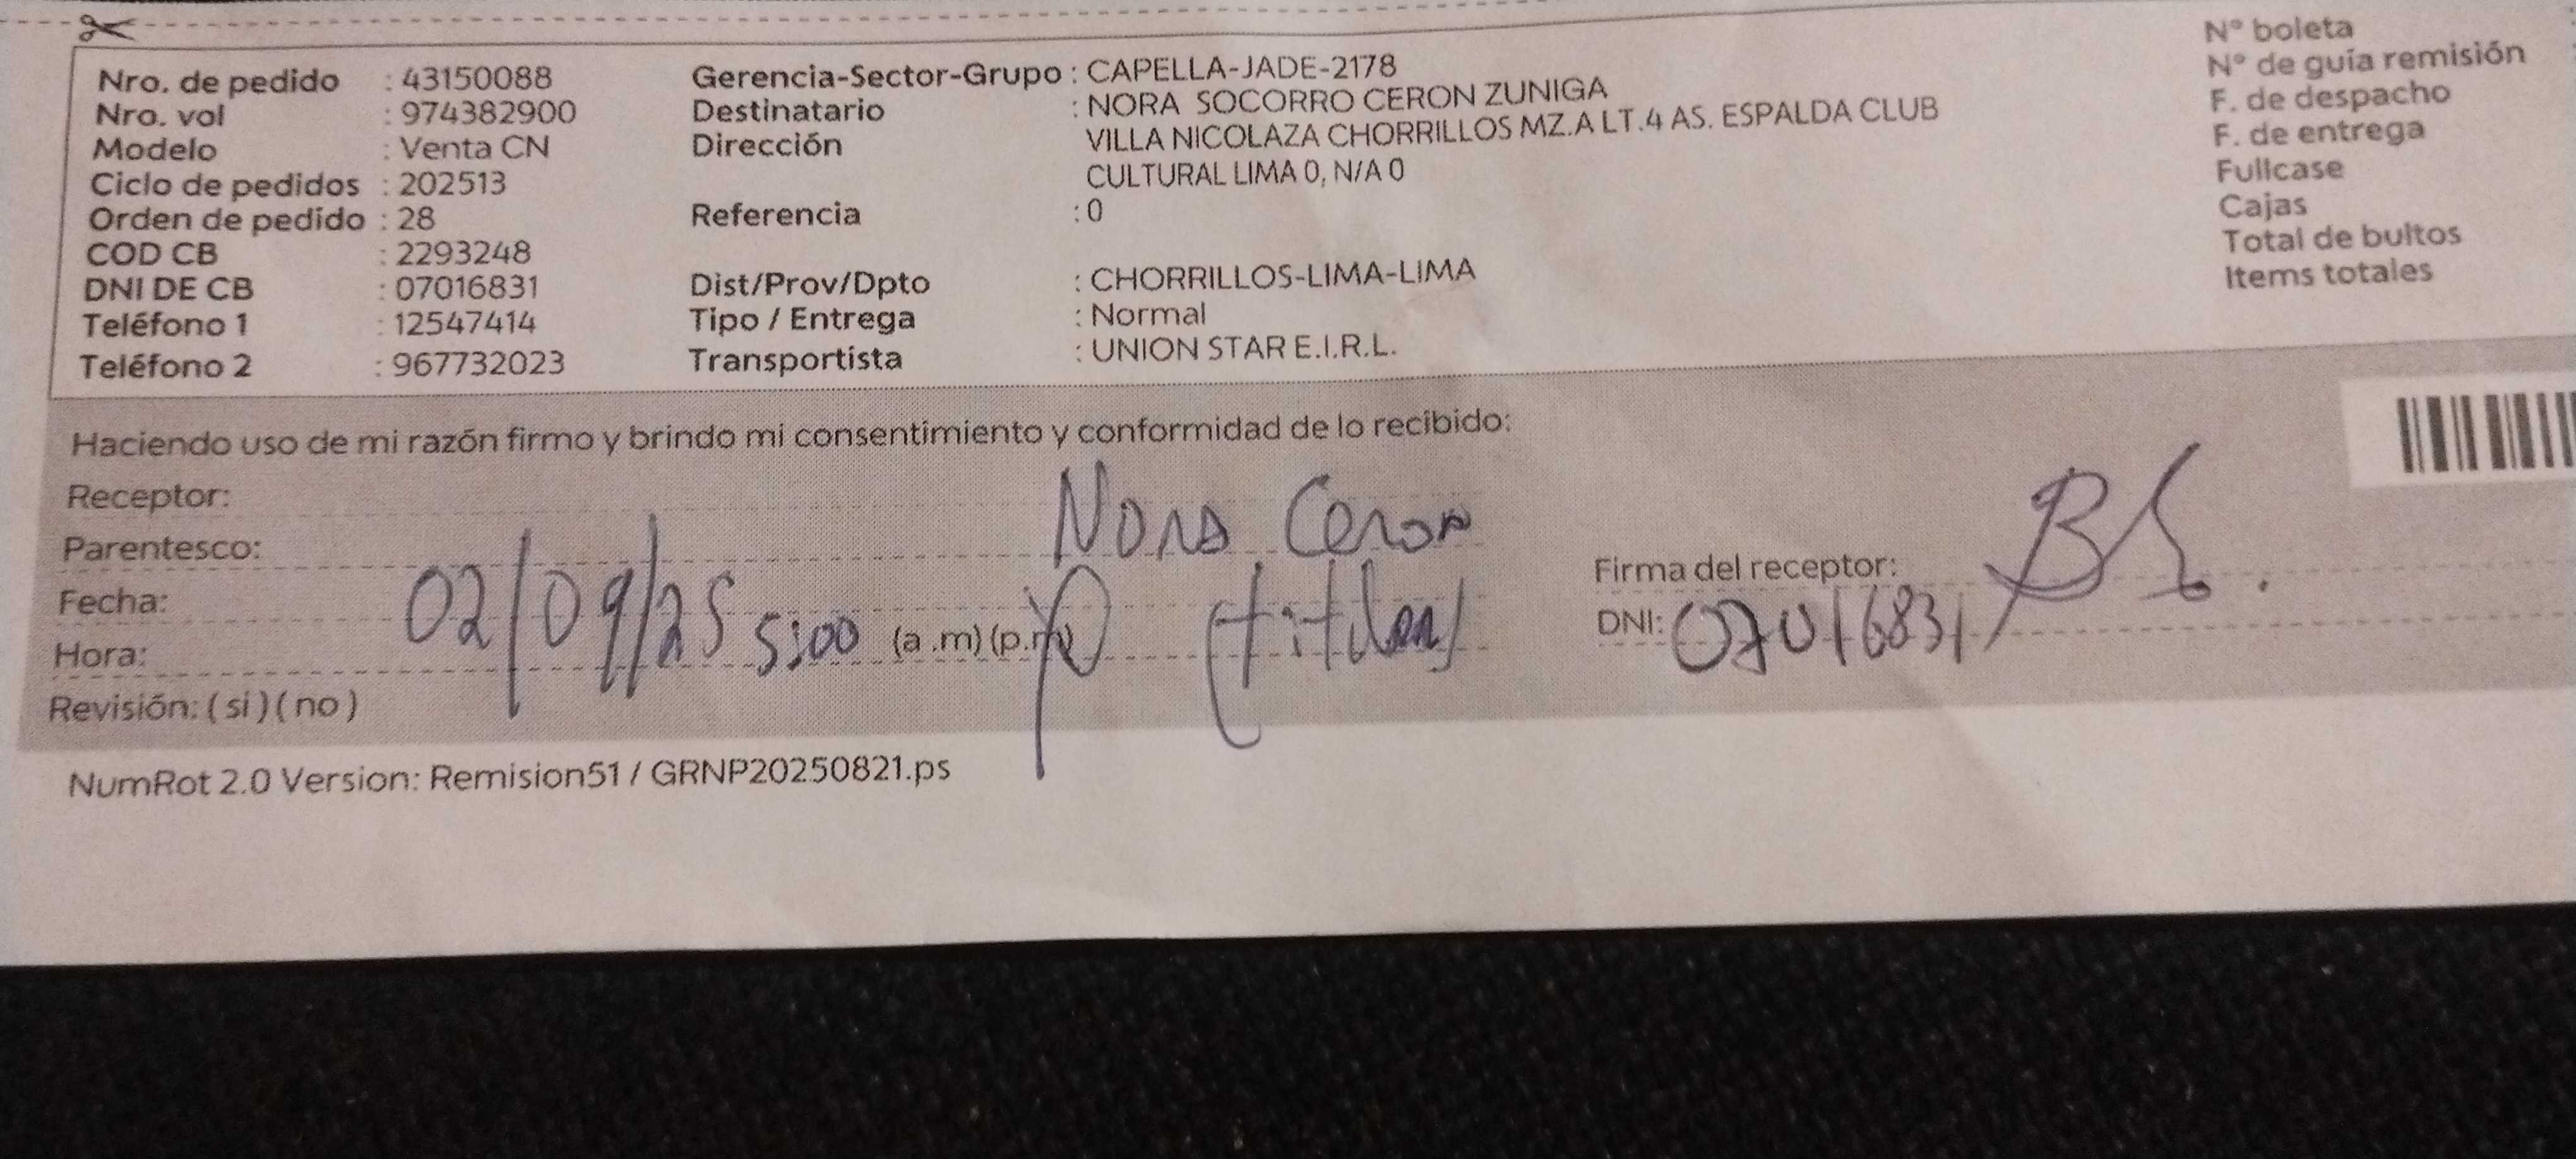 Nro. de pedido : 43150088
Nro. vol : 974382900
Modelo : Venta CN
Ciclo de pedidos : 202513
Orden de pedido : 28
COD CB : 2293248
DNI DE CB : 07016831
Teléfono 1 : 12547414
Teléfono 2 : 967732023
Gerencia-Sector-Grupo : CAPELLA-JADE-2178
Destinatario : NORA SOCORRO CERON ZUNIGA
Dirección VILLA NICOLAZA CHORRILLOS MZ.A LT.4 AS. ESPALDA CLUB
CULTURAL LIMA 0, N/A 0
Referencia : 0
Dist/Prov/Dpto : CHORRILLOS-LIMA-LIMA
Tipo / Entrega : Normal
Transportista : UNION STAR E.I.R.L.
N° boleta
N° de guía remisión
F. de despacho
F. de entrega
Fullcase
Cajas
Total de bultos
Items totales
Haciendo uso de mi razón firmo y brindo mi consentimiento y conformidad de lo recibido:
Receptor:
Nora Ceron
Parentesco:
Fecha: 02/09/25
Hora: 5:00 (a .m) (p.m)
(titular)
Firma del receptor:
DNI: 07016831
Revisión: ( si ) ( no )
NumRot 2.0 Version: Remision51 / GRNP20250821.ps